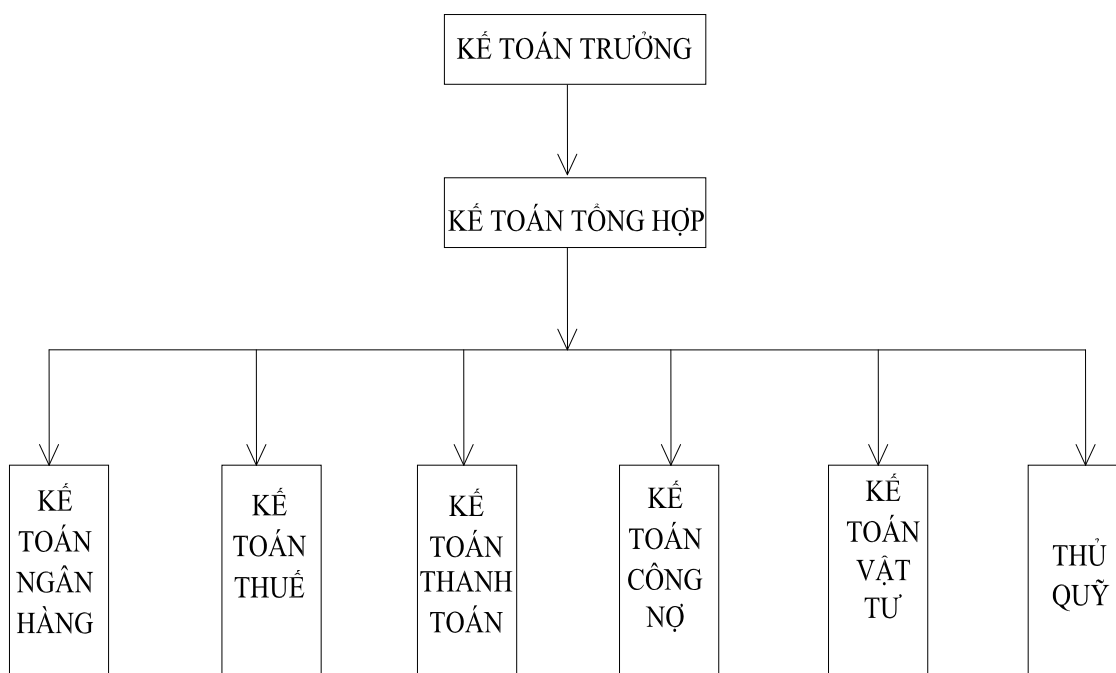 KẾ TOÁN TRƯỞNG
KẾ TOÁN TỔNG HỢP
KẾ
TOÁN
NGÂN
HÀNG
KẾ
TOÁN
THUẾ
KẾ
TOÁN
THANH
TOÁN
KẾ
TOÁN
CÔNG
NỢ
KẾ
TOÁN
VẬT
TƯ
THỦ
QUỸ